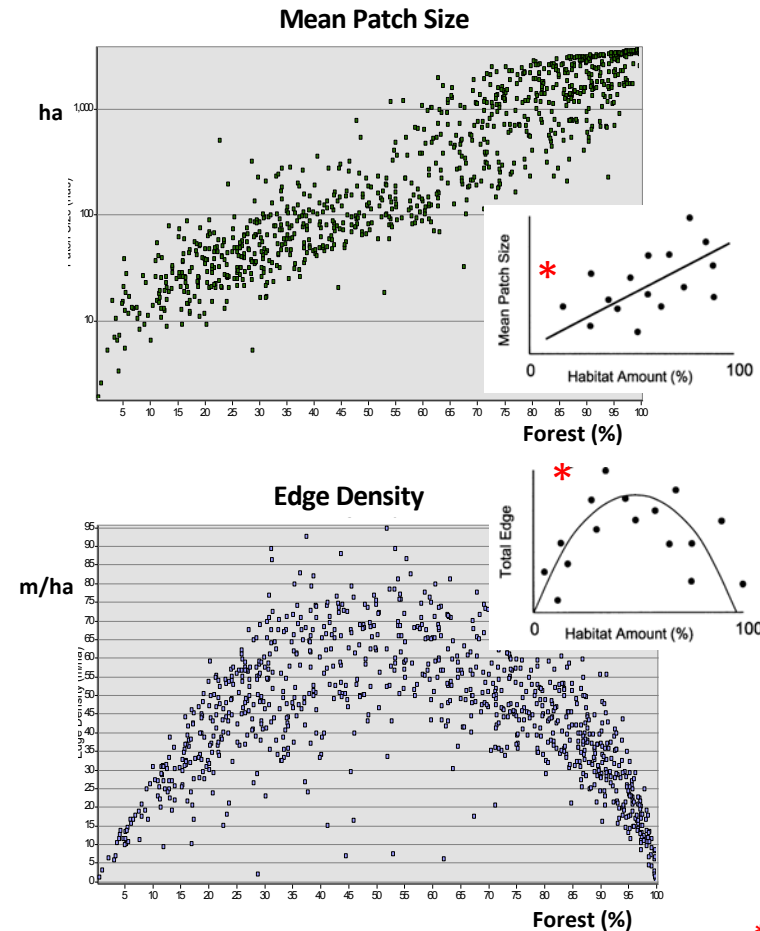 Mean Patch Size
ha
1,000
100
10
5 10 15 20 25 30 35 40 45 50 55 60 65 70 75 80 85 90 95 100
Forest (%)
*
Mean Patch Size
0
Habitat Amount (%)
100
Edge Density
m/ha
95
90
85
80
75
70
65
60
55
50
45
40
35
30
25
20
15
10
5
0
5 10 15 20 25 30 35 40 45 50 55 60 65 70 75 80 85 90 95 100
Forest (%)
*
Total Edge
0
Habitat Amount (%)
100
*